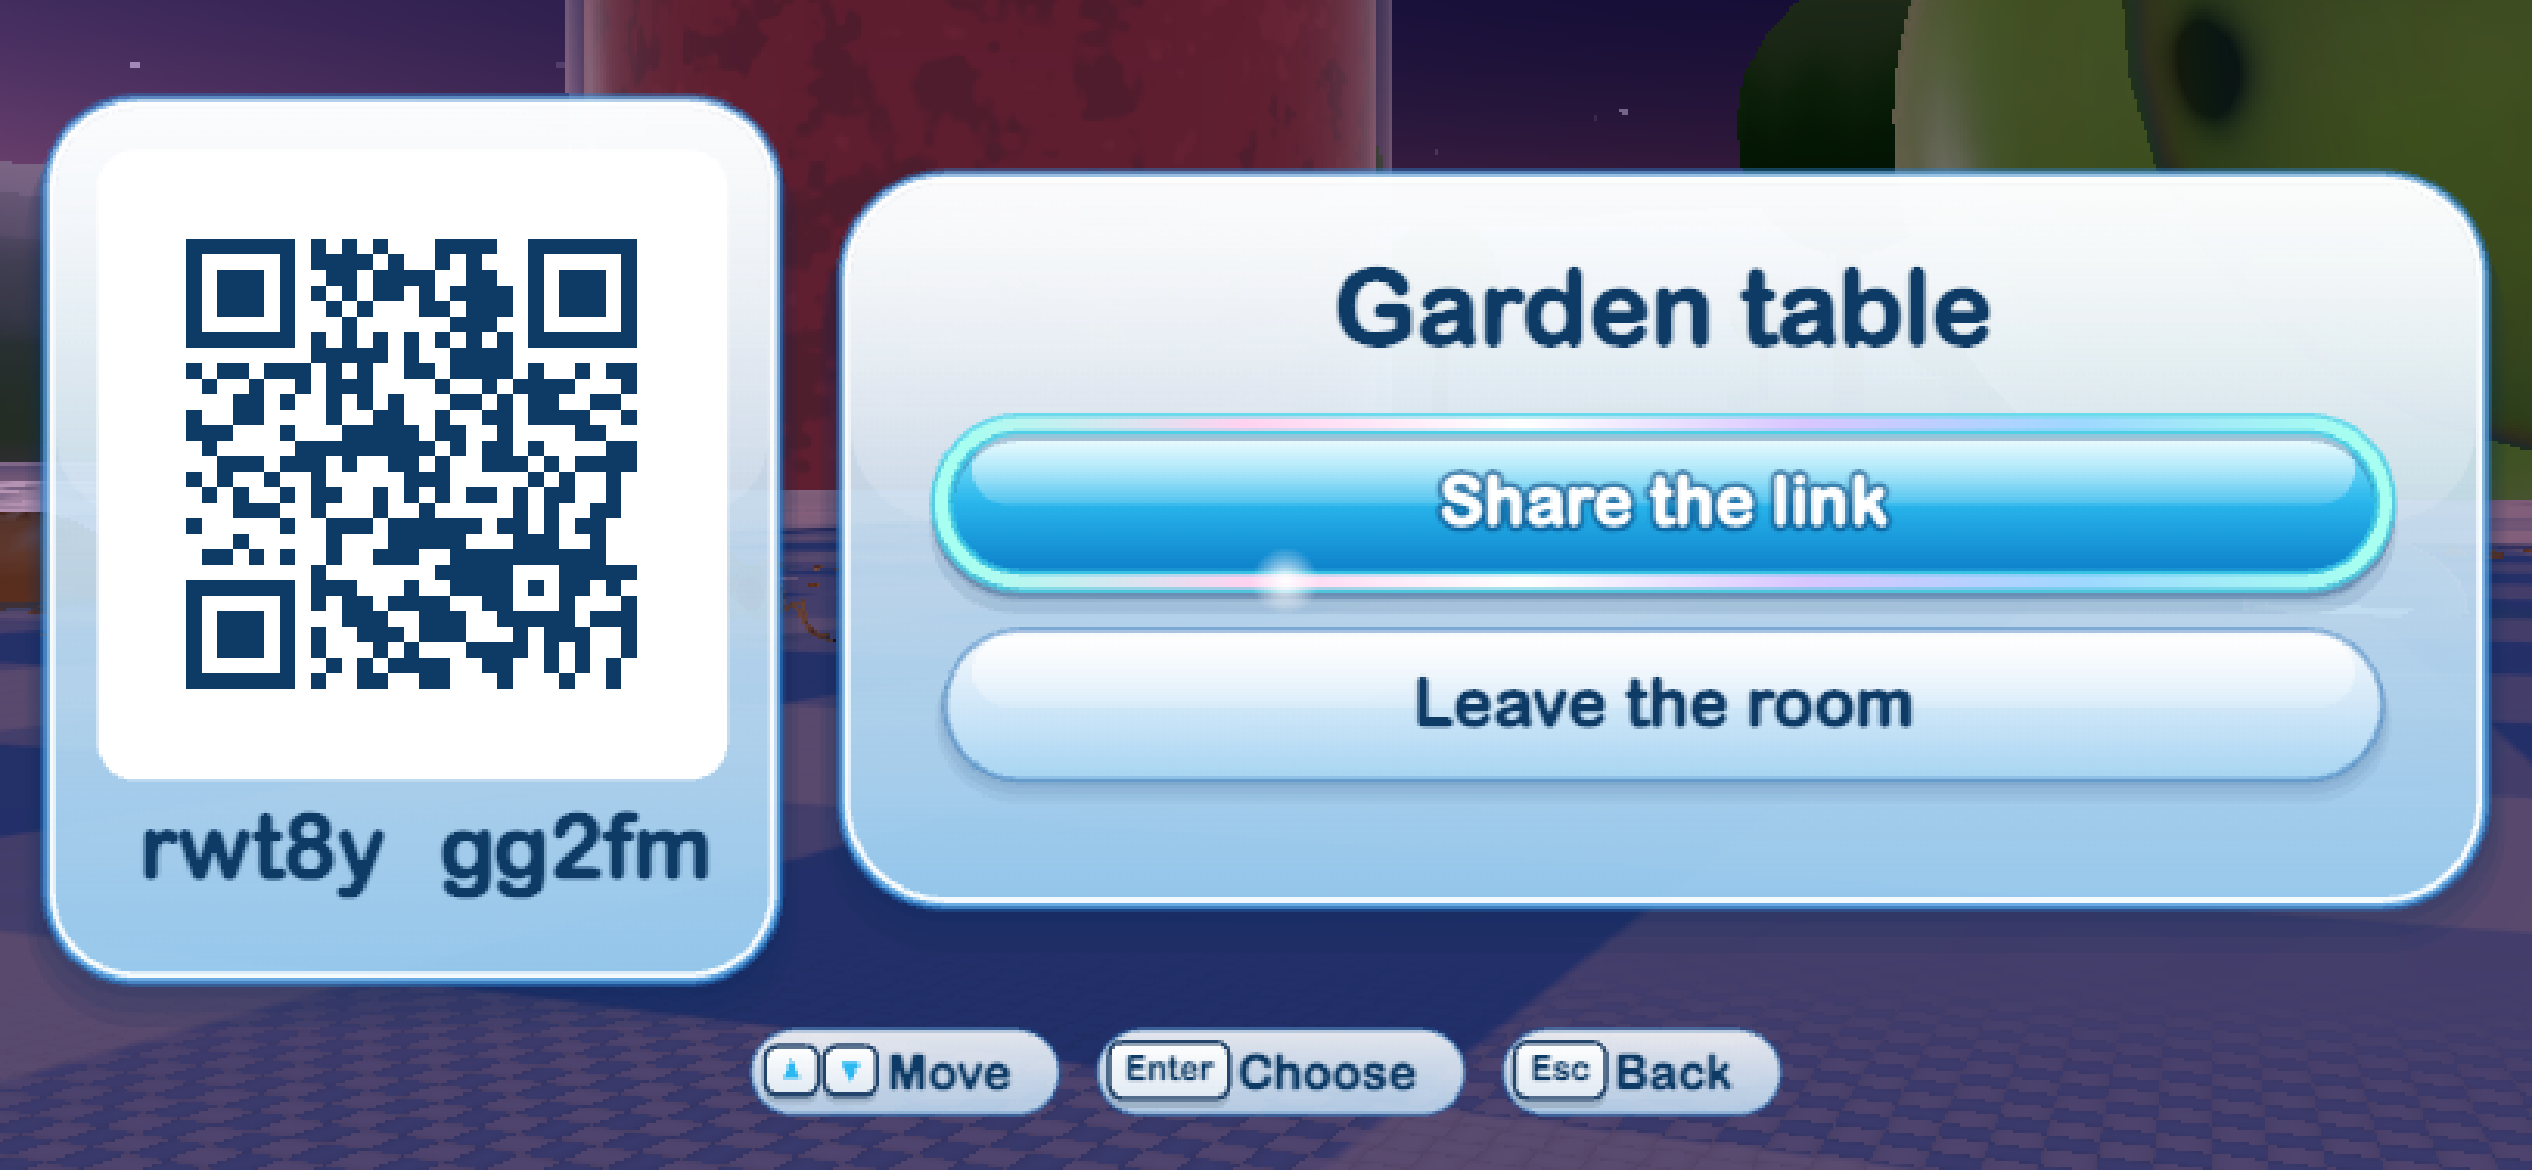 rwt8y gg2fm
Garden table
Share the link
Leave the room
Move Enter Choose Esc Back